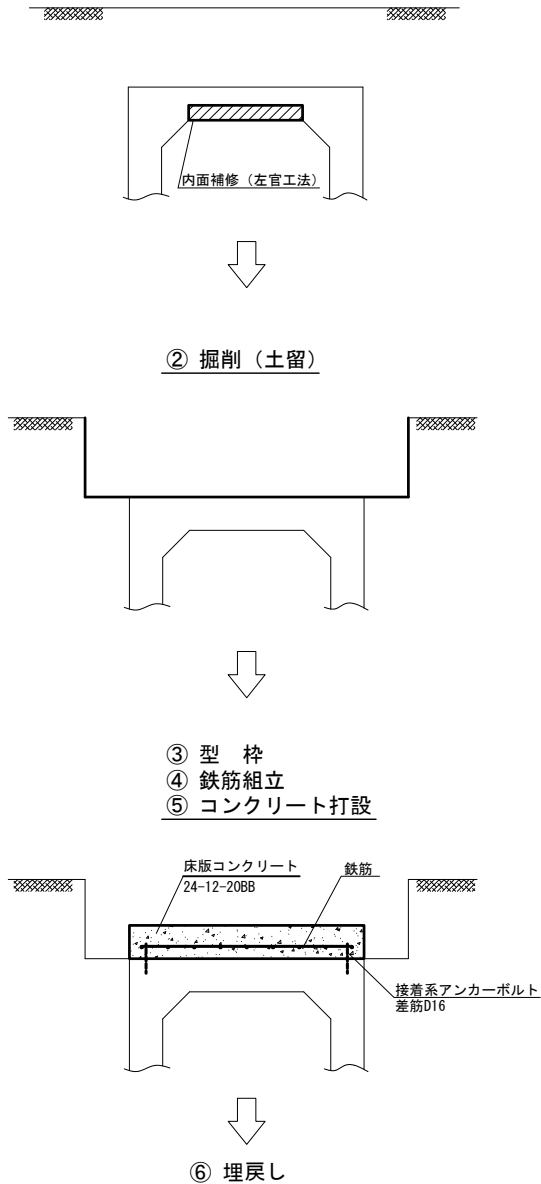 内面補修（左官工法）
② 掘削（土留）
③ 型　枠
④ 鉄筋組立
⑤ コンクリート打設
床版コンクリート
24-12-20BB
鉄筋
接着系アンカーボルト
差筋D16
⑥ 埋戻し